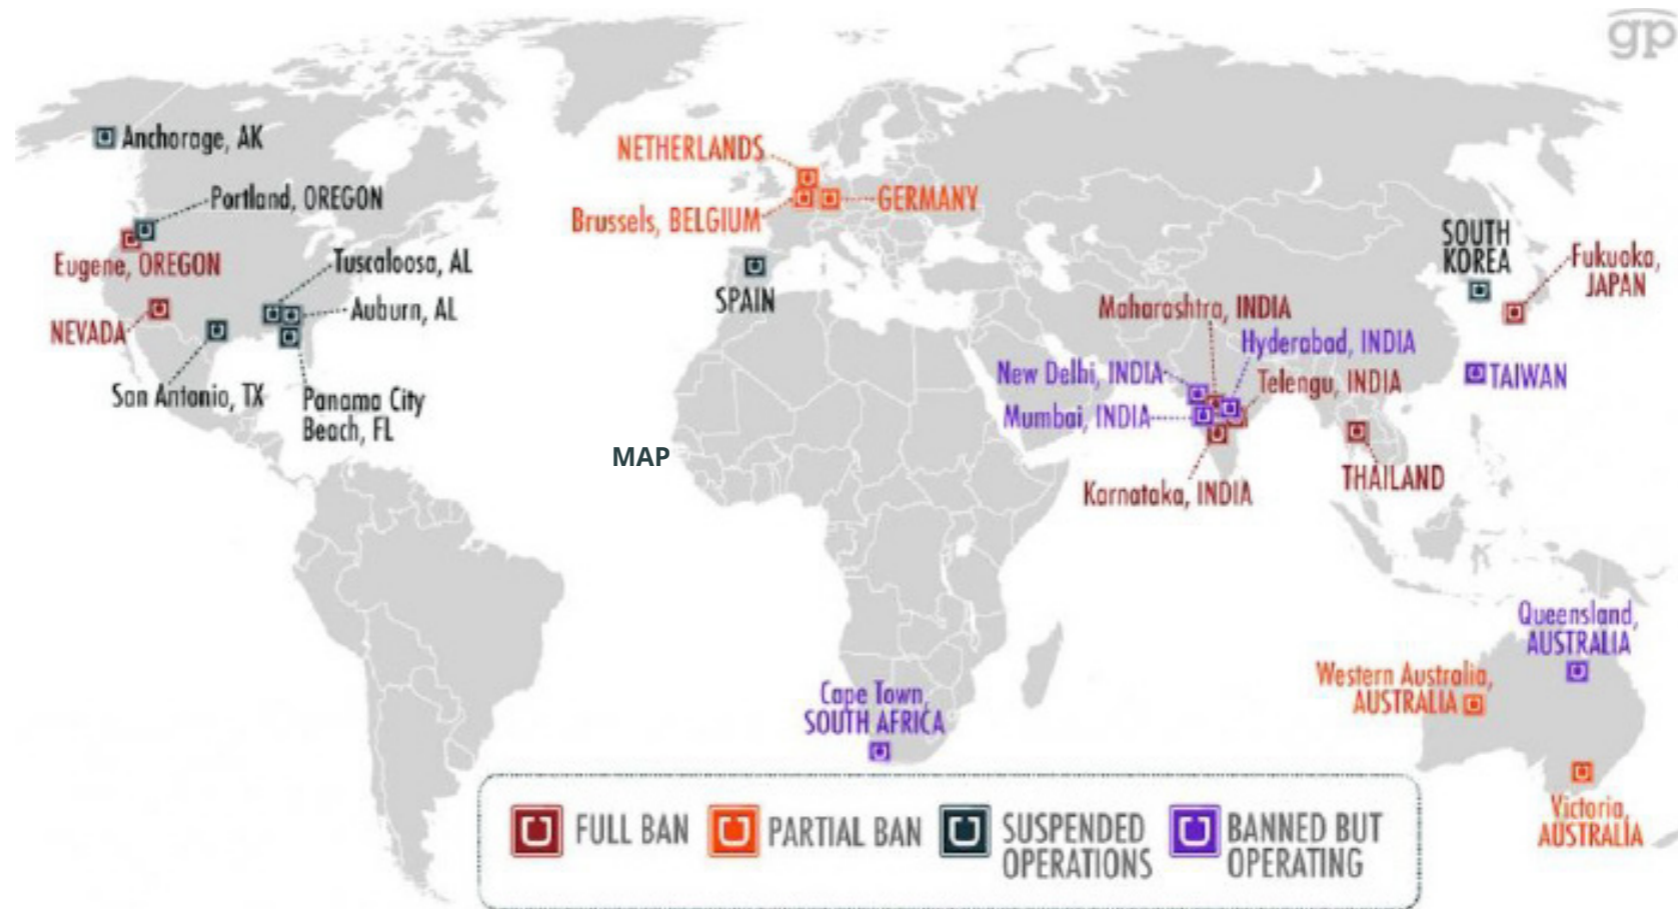 gp
Anchorage, AK
Portland, OREGON
Eugene, OREGON
NEVADA
Tuscaloosa, AL
Auburn, AL
San Antonio, TX
Panama City
Beach, FL
NETHERLANDS
Brussels, BELGIUM
GERMANY
SPAIN
MAP
SOUTH
KOREA
Fukuoka,
JAPAN
Maharashtra, INDIA
Hyderabad, INDIA
New Delhi, INDIA
Telengu, INDIA
Mumbai, INDIA
Karnataka, INDIA
TAIWAN
THAILAND
Cape Town,
SOUTH AFRICA
Queensland,
AUSTRALIA
Western Australia,
AUSTRALIA
Victoria,
AUSTRALIA
FULL BAN
PARTIAL BAN
SUSPENDED
OPERATIONS
BANNED BUT
OPERATING